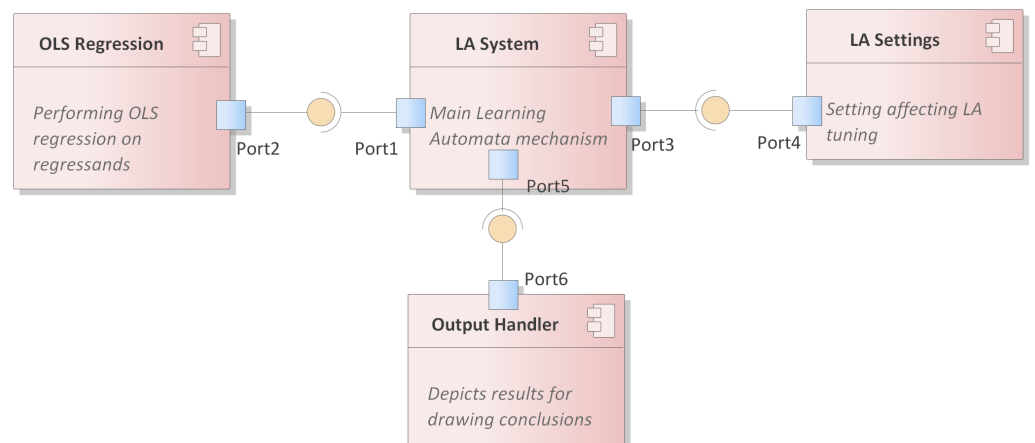 OLS Regression
Performing OLS
regression on
regressands
Port2
Port1
LA System
Main Learning
Automata mechanism
Port3
Port5
Port4
LA Settings
Setting affecting LA
tuning
Port6
Output Handler
Depicts results for
drawing conclusions